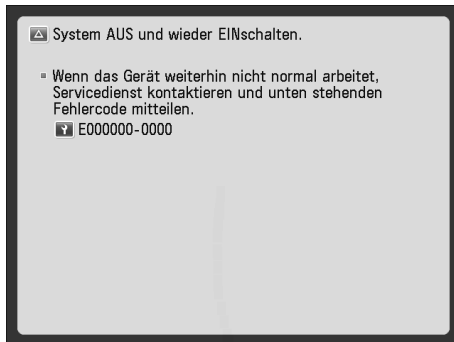 System AUS und wieder EINschalten.
Wenn das Gerät weiterhin nicht normal arbeitet,
Servicedienst kontaktieren und unten stehenden
Fehlercode mitteilen.
E000000-0000